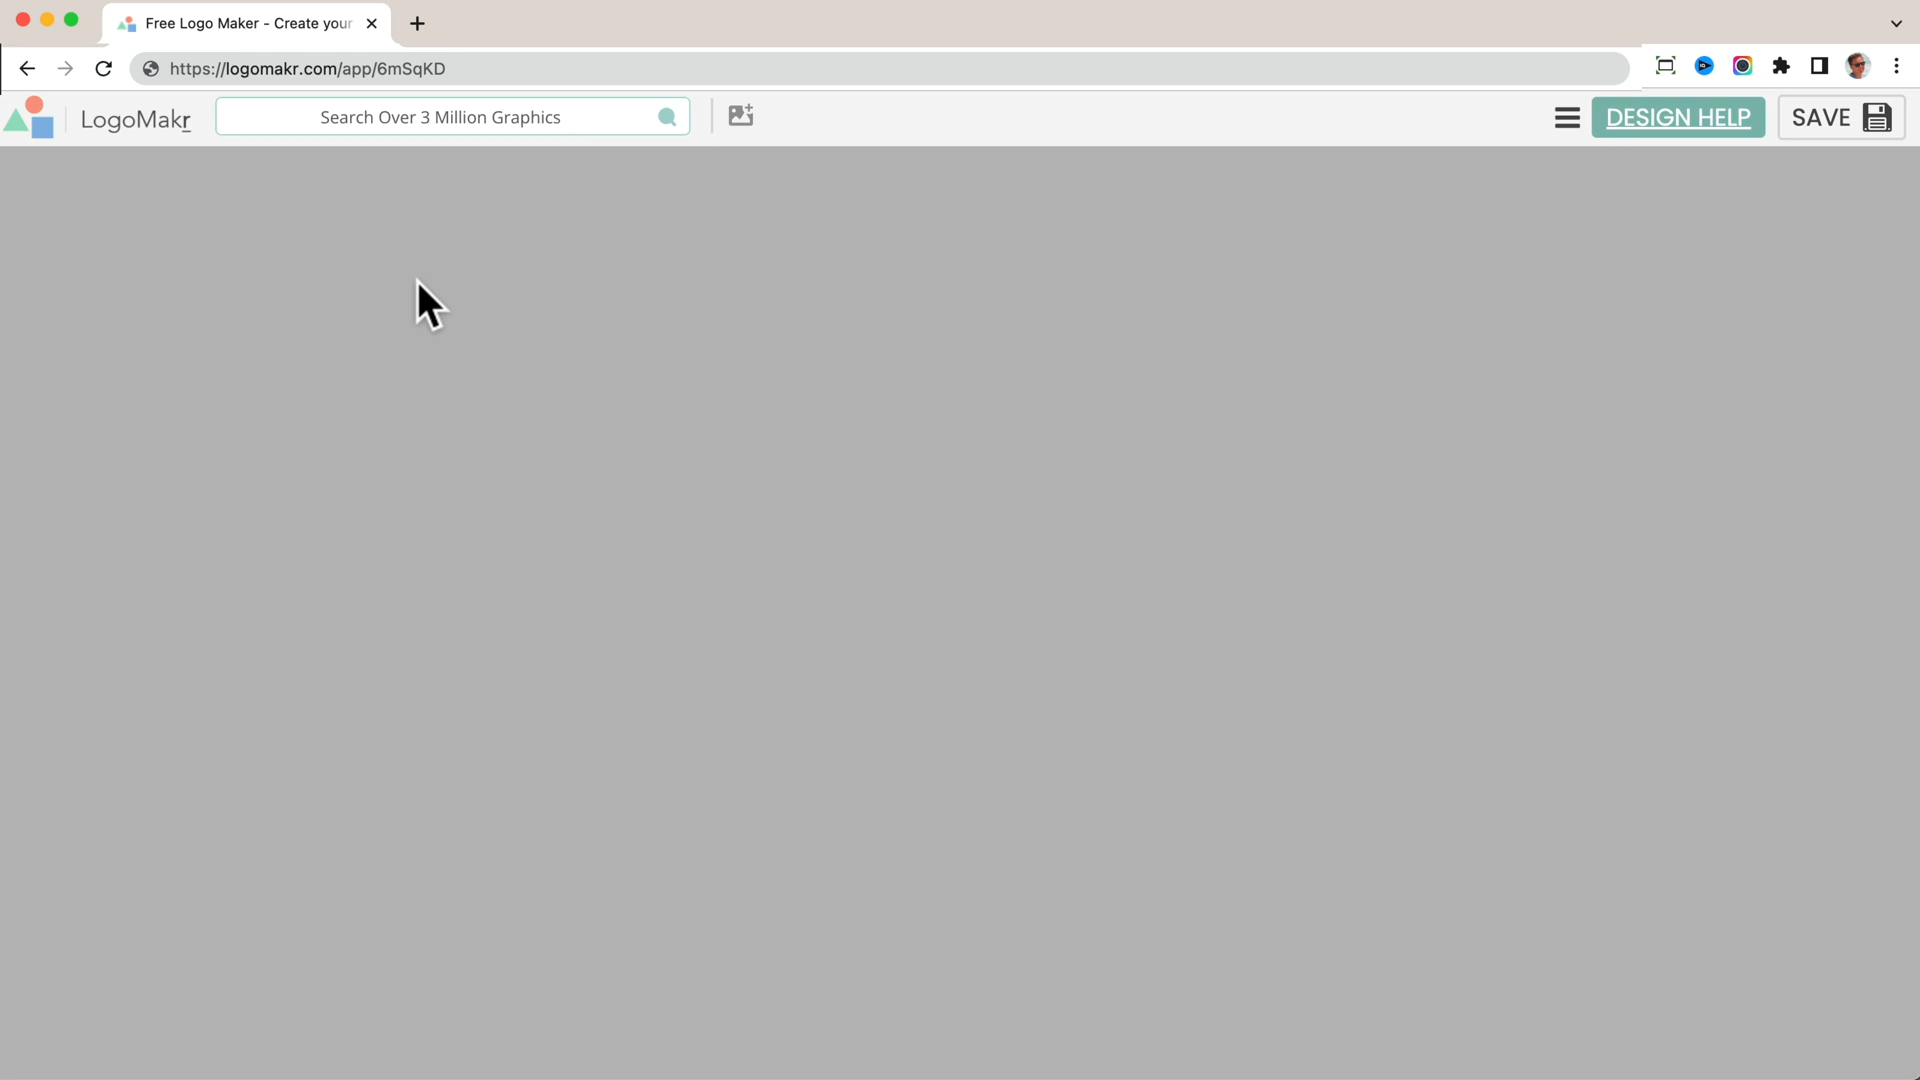 Free Logo Maker - Create your
https://logomakr.com/app/6mSqKD
LogoMakr
Search Over 3 Million Graphics
DESIGN HELP
SAVE